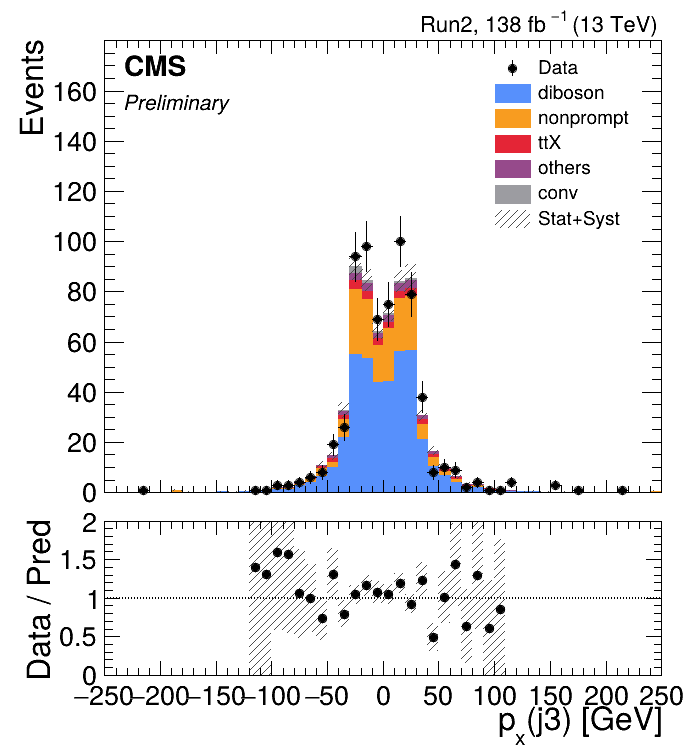 Run2, 138 fb⁻¹ (13 TeV)
CMS
Preliminary
Events
160
140
120
100
80
60
40
20
0
Data
diboson
nonprompt
ttX
others
conv
Stat+Syst
Data / Pred
2
1.5
1
0.5
0
−250 −200 −150 −100 −50 0 50 100 150 200 250
pₓ(j3) [GeV]